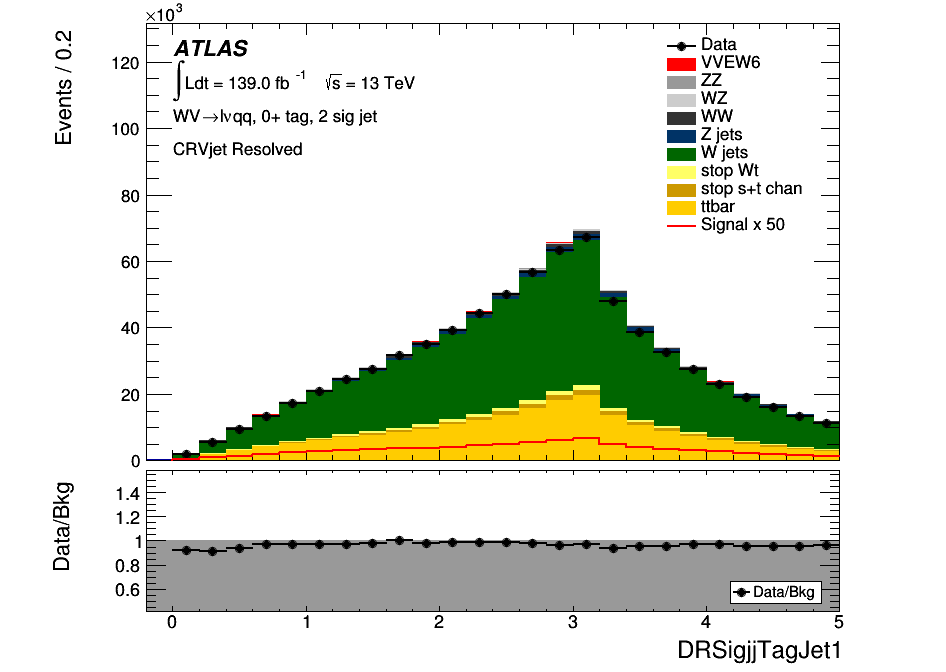 ×10³
Events / 0.2
120
100
80
60
40
20
0
ATLAS
∫Ldt = 139.0 fb⁻¹ √s = 13 TeV
WV→lνqq, 0+ tag, 2 sig jet
CRVjet Resolved
Data
VVEW6
ZZ
WZ
WW
Z jets
W jets
stop Wt
stop s+t chan
ttbar
Signal x 50
Data/Bkg
1.4
1.2
1
0.8
0.6
Data/Bkg
0 1 2 3 4 5
DRSigjjTagJet1